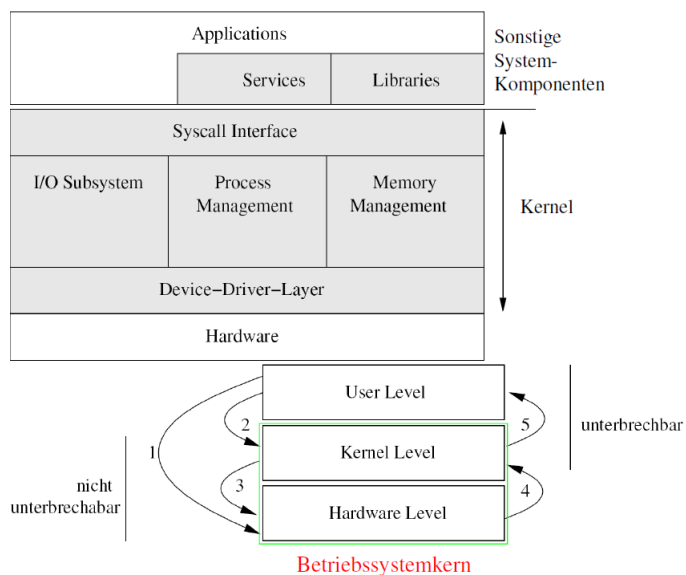 Applications
Services
Libraries
Sonstige
System-
Komponenten
Syscall Interface
I/O Subsystem
Process
Management
Memory
Management
Kernel
Device-Driver-Layer
Hardware
User Level
1
2
5
unterbrechbar
Kernel Level
nicht
unterbrechabar
3
4
Hardware Level
Betriebssystemkern